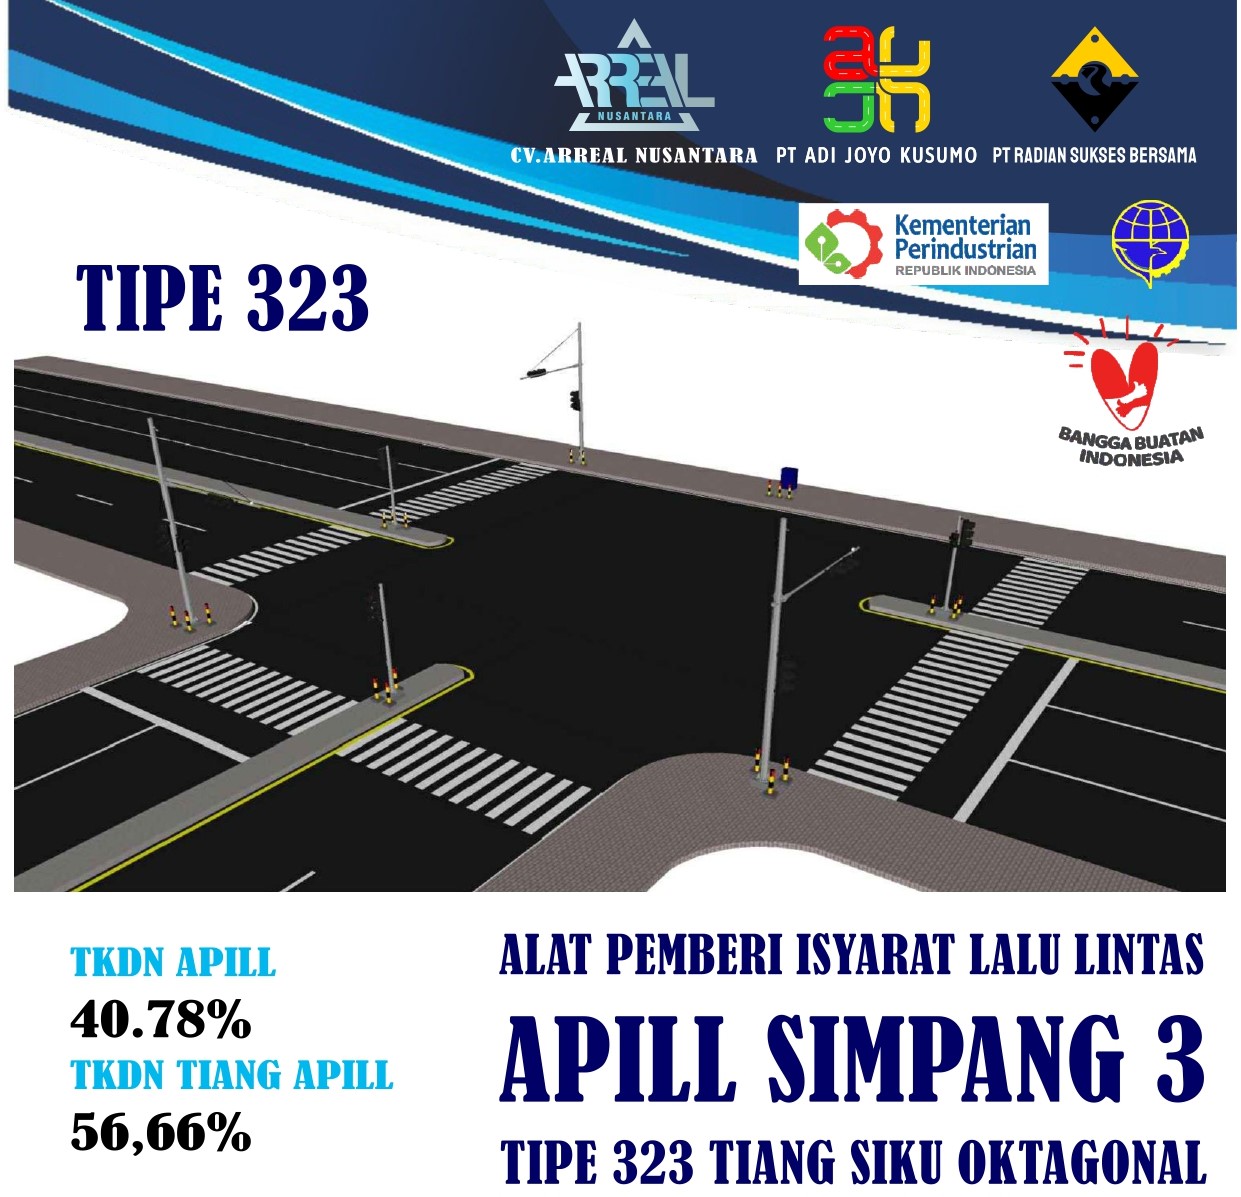 ARREAL
NUSANTARA
CV.ARREAL NUSANTARA
PT ADI JOYO KUSUMO
PT RADIAN SUKSES BERSAMA
Kementerian
Perindustrian
REPUBLIK INDONESIA
TIPE 323
BANGGA BUATAN
INDONESIA
TKDN APILL
40.78%
TKDN TIANG APILL
56,66%
ALAT PEMBERI ISYARAT LALU LINTAS
APILL SIMPANG 3
TIPE 323 TIANG SIKU OKTAGONAL